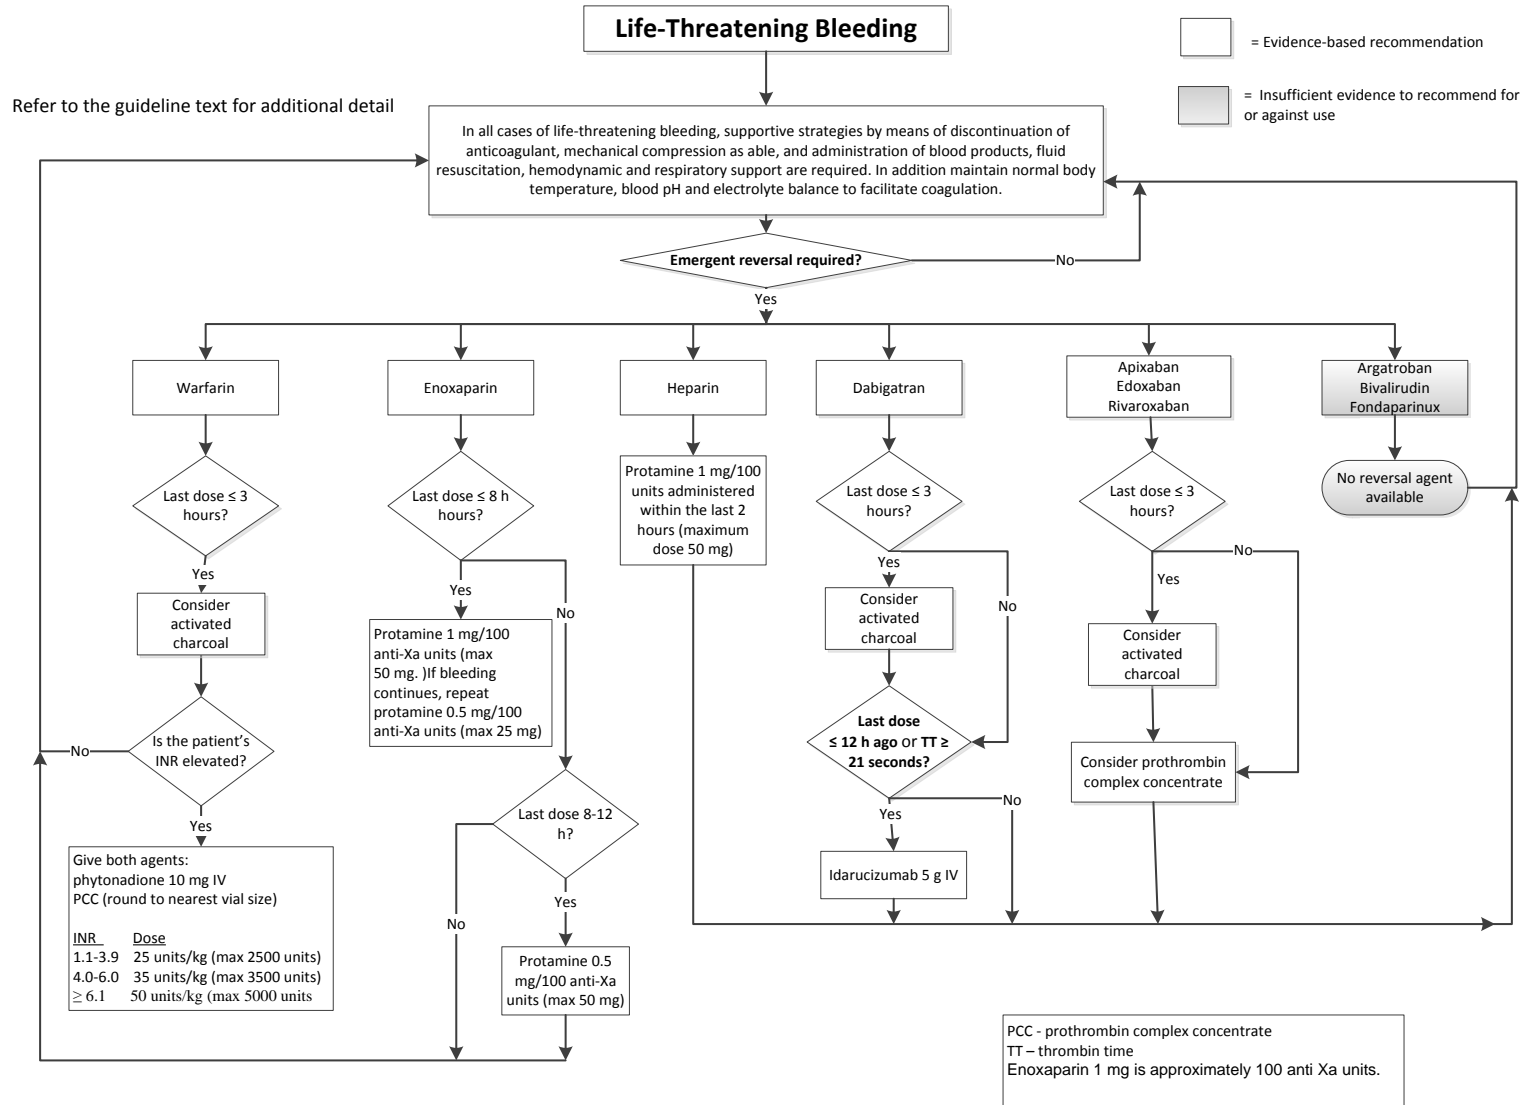 Life-Threatening Bleeding
= Evidence-based recommendation
= Insufficient evidence to recommend for
or against use
Refer to the guideline text for additional detail
In all cases of life-threatening bleeding, supportive strategies by means of discontinuation of
anticoagulant, mechanical compression as able, and administration of blood products, fluid
resuscitation, hemodynamic and respiratory support are required. In addition maintain normal body
temperature, blood pH and electrolyte balance to facilitate coagulation.
Emergent reversal required?
No
Yes
Warfarin
Enoxaparin
Heparin
Dabigatran
Apixaban
Edoxaban
Rivaroxaban
Argatroban
Bivalirudin
Fondaparinux
Last dose ≤ 3
hours?
Last dose ≤ 8 h
hours?
Protamine 1 mg/100
units administered
within the last 2
hours (maximum
dose 50 mg)
Last dose ≤ 3
hours?
Last dose ≤ 3
hours?
No reversal agent
available
Yes
Consider
activated
charcoal
Yes
No
Protamine 1 mg/100
anti-Xa units (max
50 mg. )If bleeding
continues, repeat
protamine 0.5 mg/100
anti-Xa units (max 25 mg)
Yes
No
Consider
activated
charcoal
Yes
No
Consider
activated
charcoal
Is the patient's
INR elevated?
No
Yes
Last dose
≤ 12 h ago or TT ≥
21 seconds?
Yes
No
Consider prothrombin
complex concentrate
Last dose 8-12
h?
No
Yes
Idarucizumab 5 g IV
Give both agents:
phytonadione 10 mg IV
PCC (round to nearest vial size)
INR Dose
1.1-3.9 25 units/kg (max 2500 units)
4.0-6.0 35 units/kg (max 3500 units)
≥ 6.1 50 units/kg (max 5000 units
Protamine 0.5
mg/100 anti-Xa
units (max 50 mg)
PCC - prothrombin complex concentrate
TT – thrombin time
Enoxaparin 1 mg is approximately 100 anti Xa units.